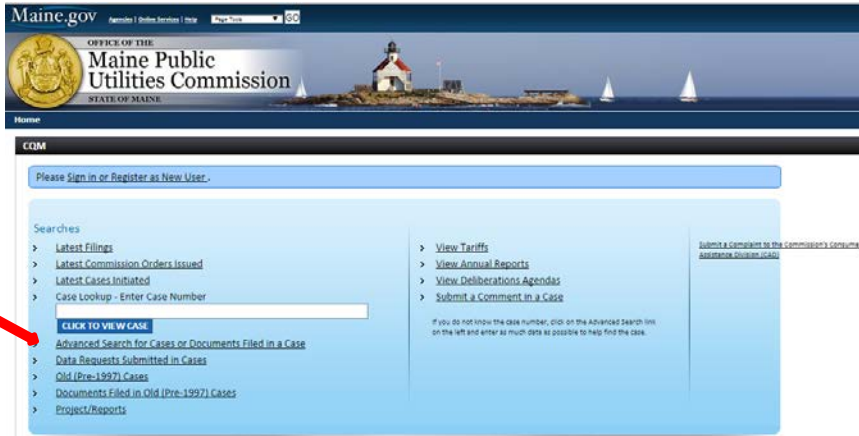 Maine.gov Agencies | Online Services | Help Page Tools GO
OFFICE OF THE
Maine Public
Utilities Commission
STATE OF MAINE
Home
CQM
Please Sign in or Register as New User .
Searches
Latest Filings
Latest Commission Orders Issued
Latest Cases Initiated
Case Lookup - Enter Case Number
CLICK TO VIEW CASE
Advanced Search for Cases or Documents Filed in a Case
Data Requests Submitted in Cases
Old (Pre-1997) Cases
Documents Filed in Old (Pre-1997) Cases
Project/Reports
View Tariffs
View Annual Reports
View Deliberations Agendas
Submit a Comment in a Case
If you do not know the case number, click on the Advanced Search link
on the left and enter as much data as possible to help find the case.
Submit a Complaint to the Commission's Consume
Assistance Division (CAD)